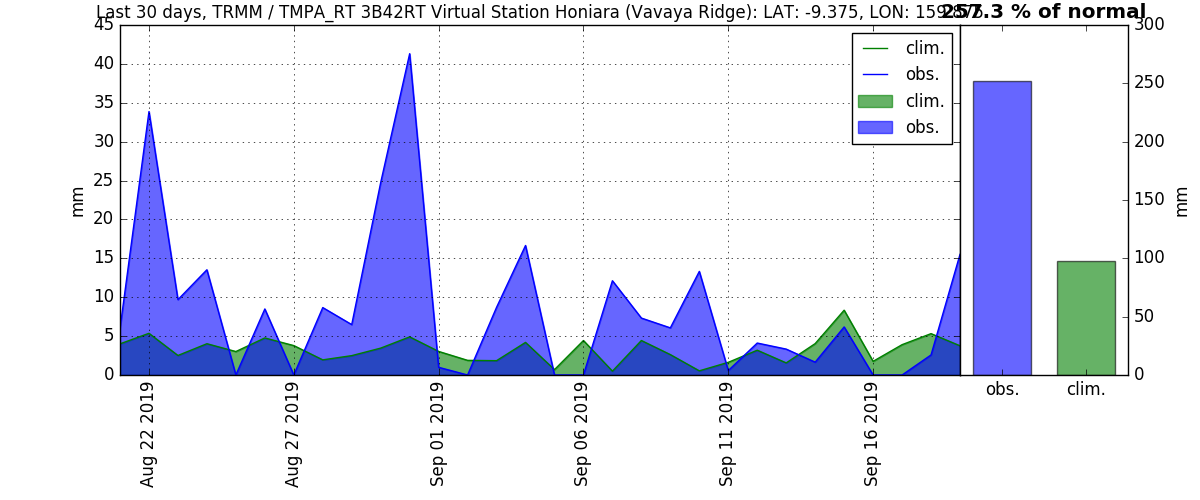 Last 30 days, TRMM / TMPA_RT 3B42RT Virtual Station Honiara (Vavaya Ridge): LAT: -9.375, LON: 159.875
257.3 % of normal
45
40
35
30
25
20
15
10
5
0
mm
clim.
obs.
clim.
obs.
300
250
200
150
100
50
0
mm
Aug 22 2019
Aug 27 2019
Sep 01 2019
Sep 06 2019
Sep 11 2019
Sep 16 2019
obs.
clim.